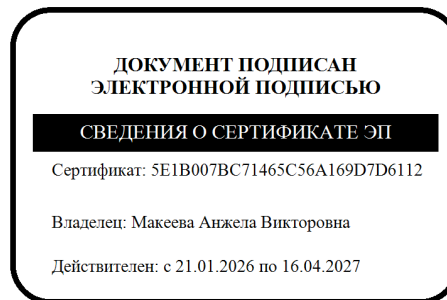 ДОКУМЕНТ ПОДПИСАН
ЭЛЕКТРОННОЙ ПОДПИСЬЮ
СВЕДЕНИЯ О СЕРТИФИКАТЕ ЭП
Сертификат: 5E1B007BC71465C56A169D7D6112
Владелец: Макеева Анжела Викторовна
Действителен: с 21.01.2026 по 16.04.2027